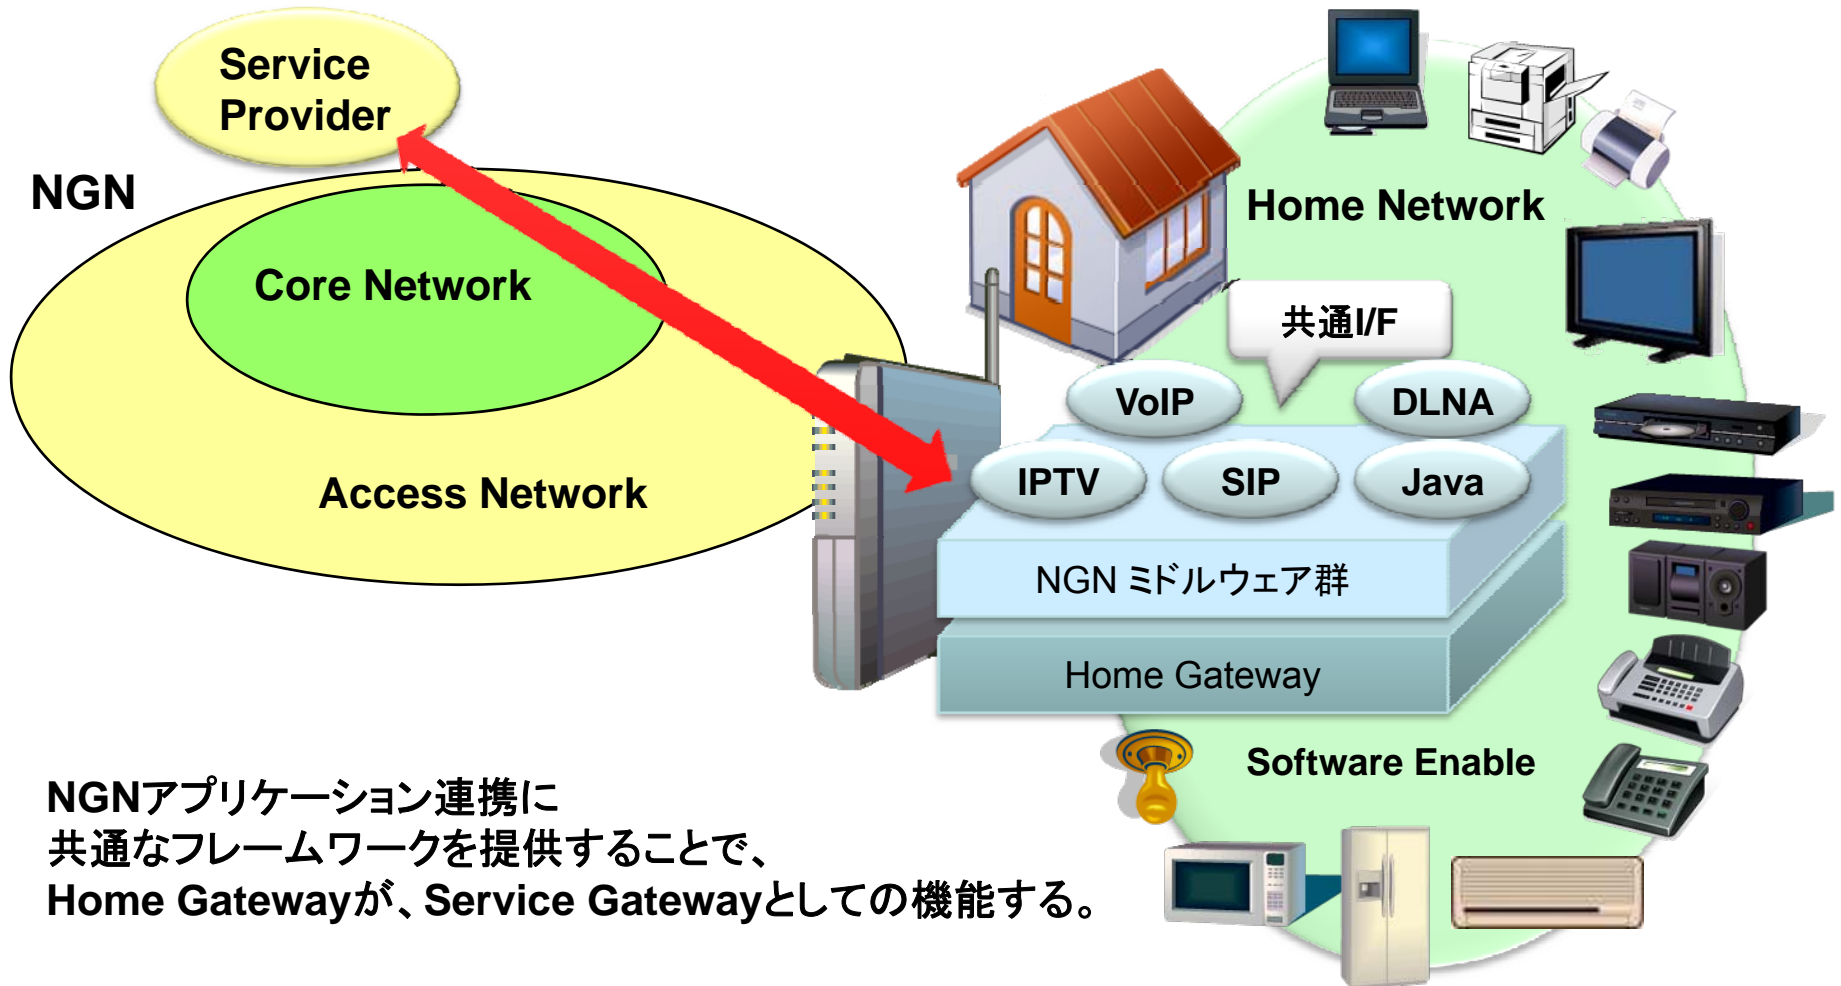 Service
Provider
NGN
Core Network
Access Network
Home Network
共通I/F
VoIP
DLNA
IPTV
SIP
Java
NGN ミドルウェア群
Home Gateway
Software Enable
NGNアプリケーション連携に
共通なフレームワークを提供することで、
Home Gatewayが、Service Gatewayとしての機能する。